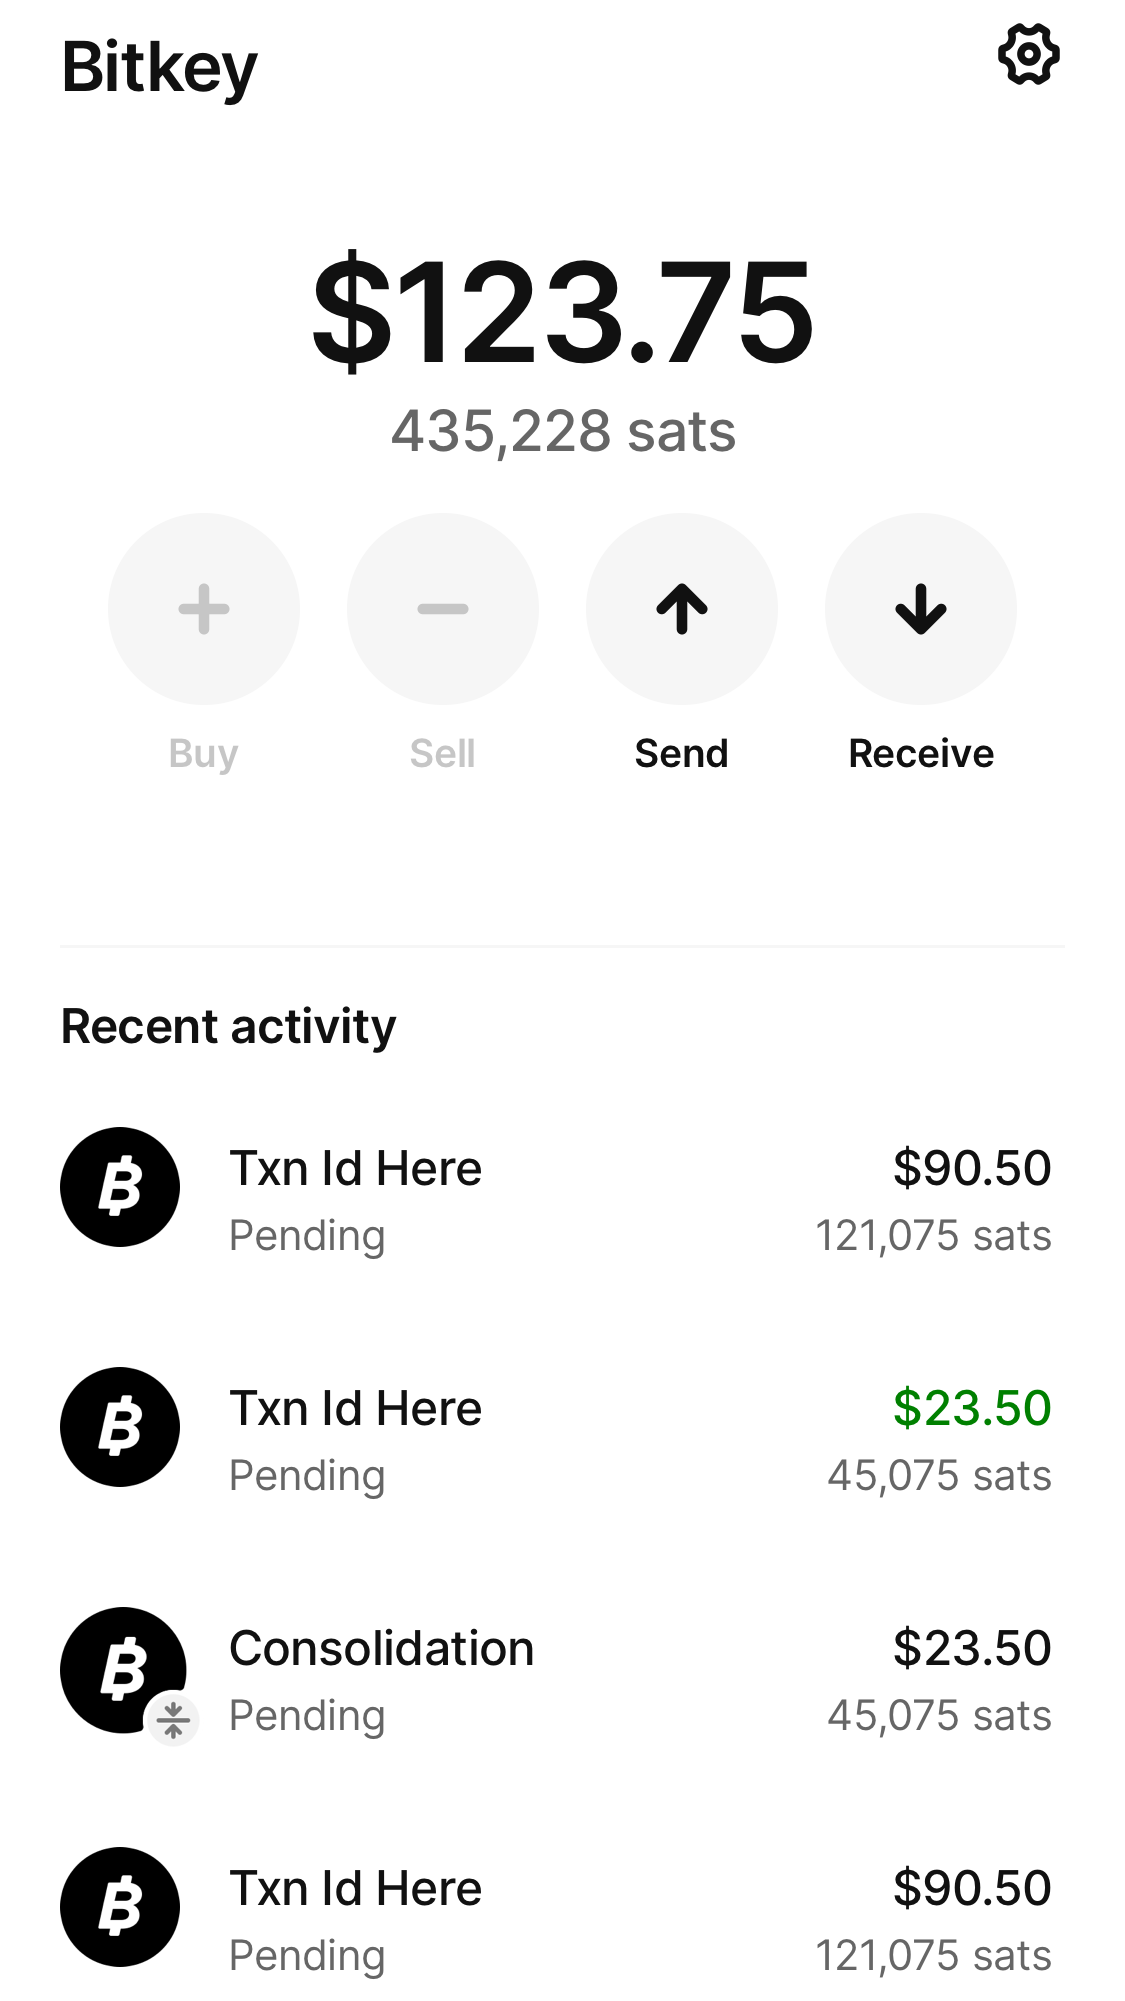 Bitkey
$123.75
435,228 sats
Buy Sell Send Receive
Recent activity
Txn Id Here $90.50
Pending 121,075 sats
Txn Id Here $23.50
Pending 45,075 sats
Consolidation $23.50
Pending 45,075 sats
Txn Id Here $90.50
Pending 121,075 sats